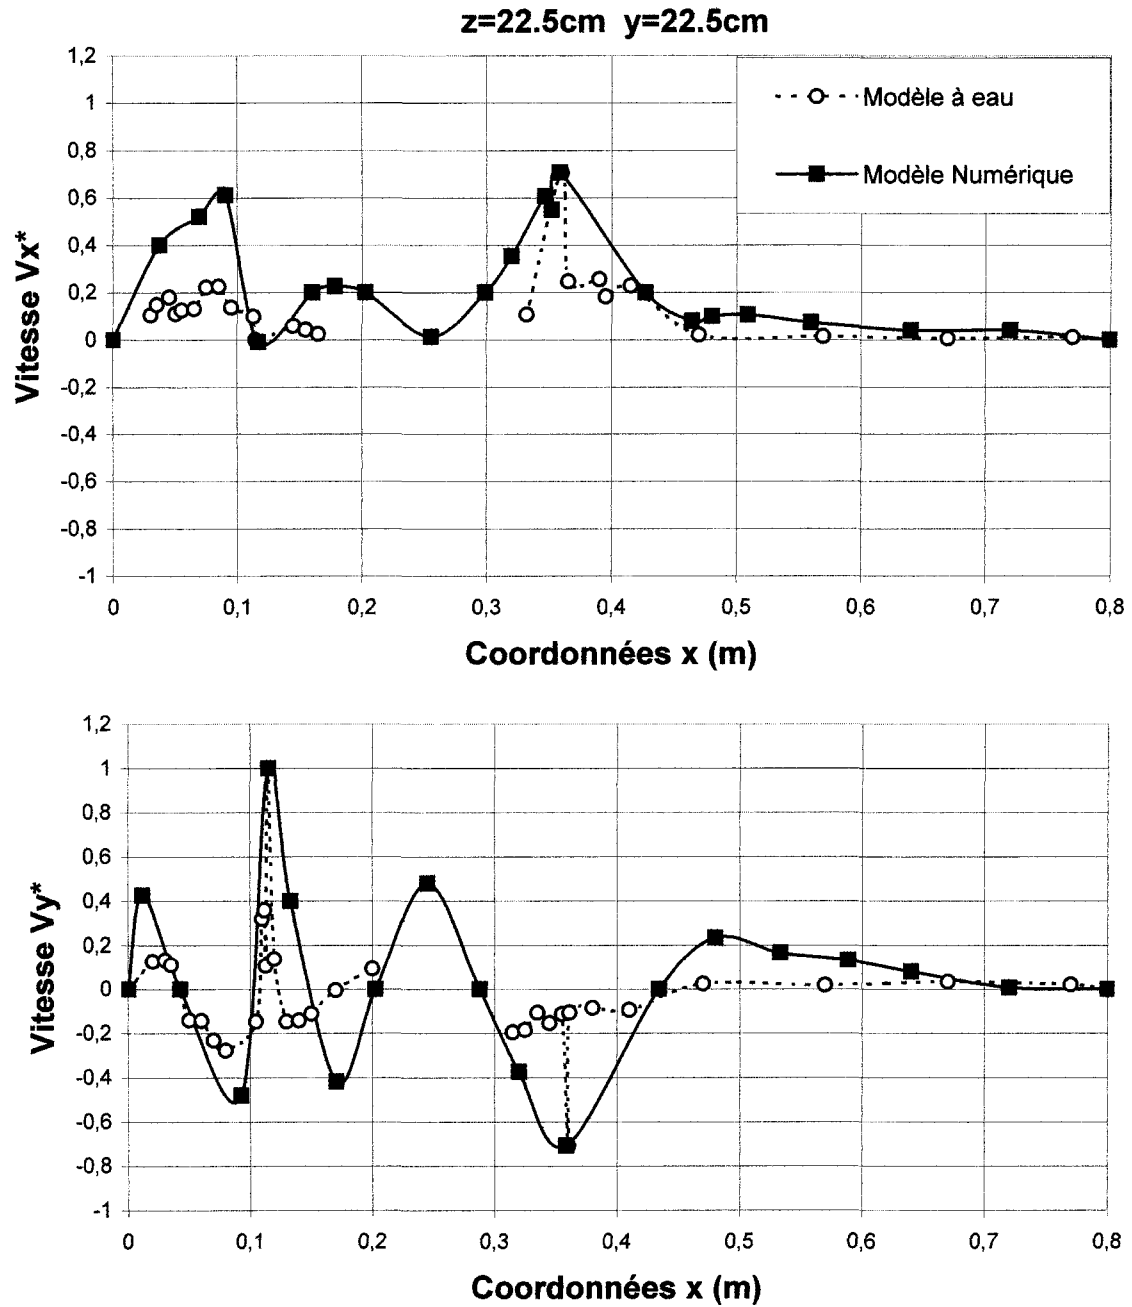 z=22.5cm y=22.5cm
1,2
1
0,8
0,6
0,4
0,2
0
-0,2
-0,4
-0,6
-0,8
-1
Vitesse Vx*
Modèle à eau
Modèle Numérique
0 0,1 0,2 0,3 0,4 0,5 0,6 0,7 0,8
Coordonnées x (m)
1,2
1
0,8
0,6
0,4
0,2
0
-0,2
-0,4
-0,6
-0,8
-1
Vitesse Vy*
0 0,1 0,2 0,3 0,4 0,5 0,6 0,7 0,8
Coordonnées x (m)